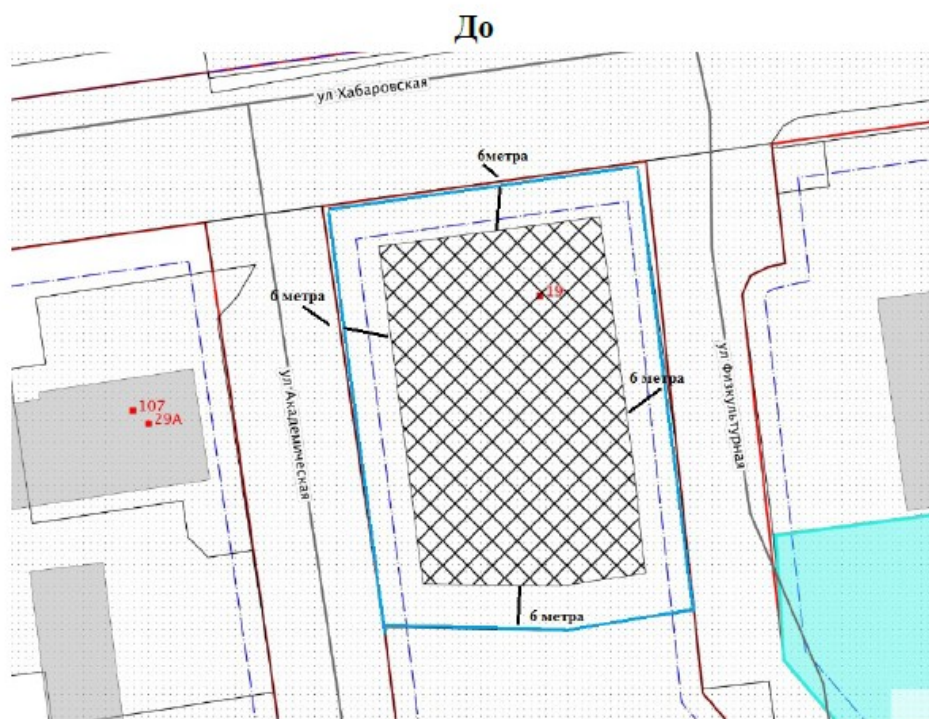 До
ул Хабаровская
6метра
6 метра
19
ул Академическая
6 метра
ул Физкультурная
107
29А
6 метра